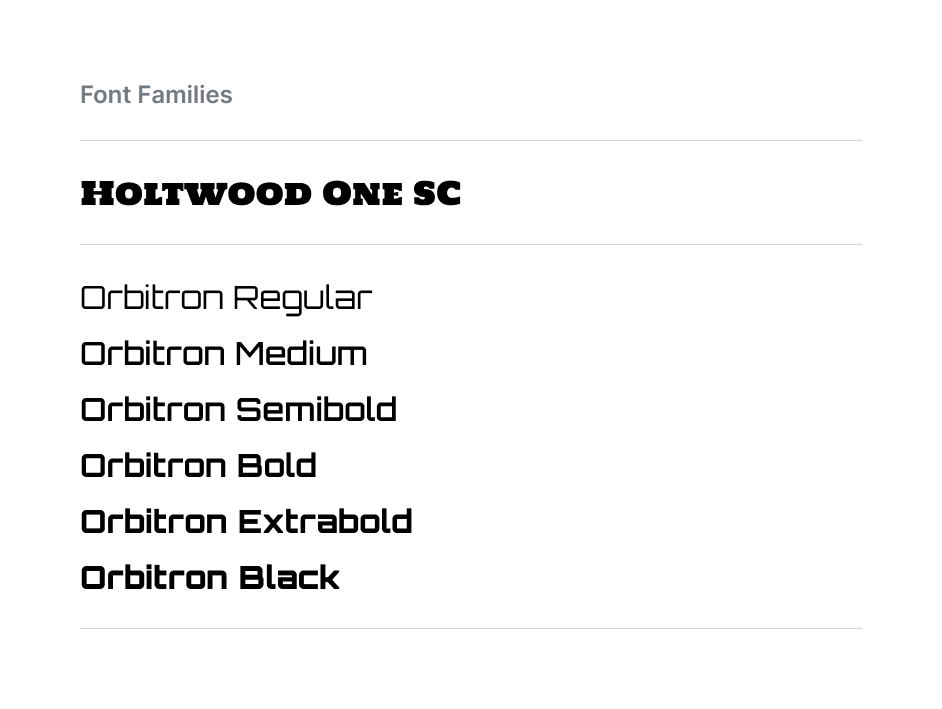 Font Families
Holtwood One SC
Orbitron Regular
Orbitron Medium
Orbitron Semibold
Orbitron Bold
Orbitron Extrabold
Orbitron Black